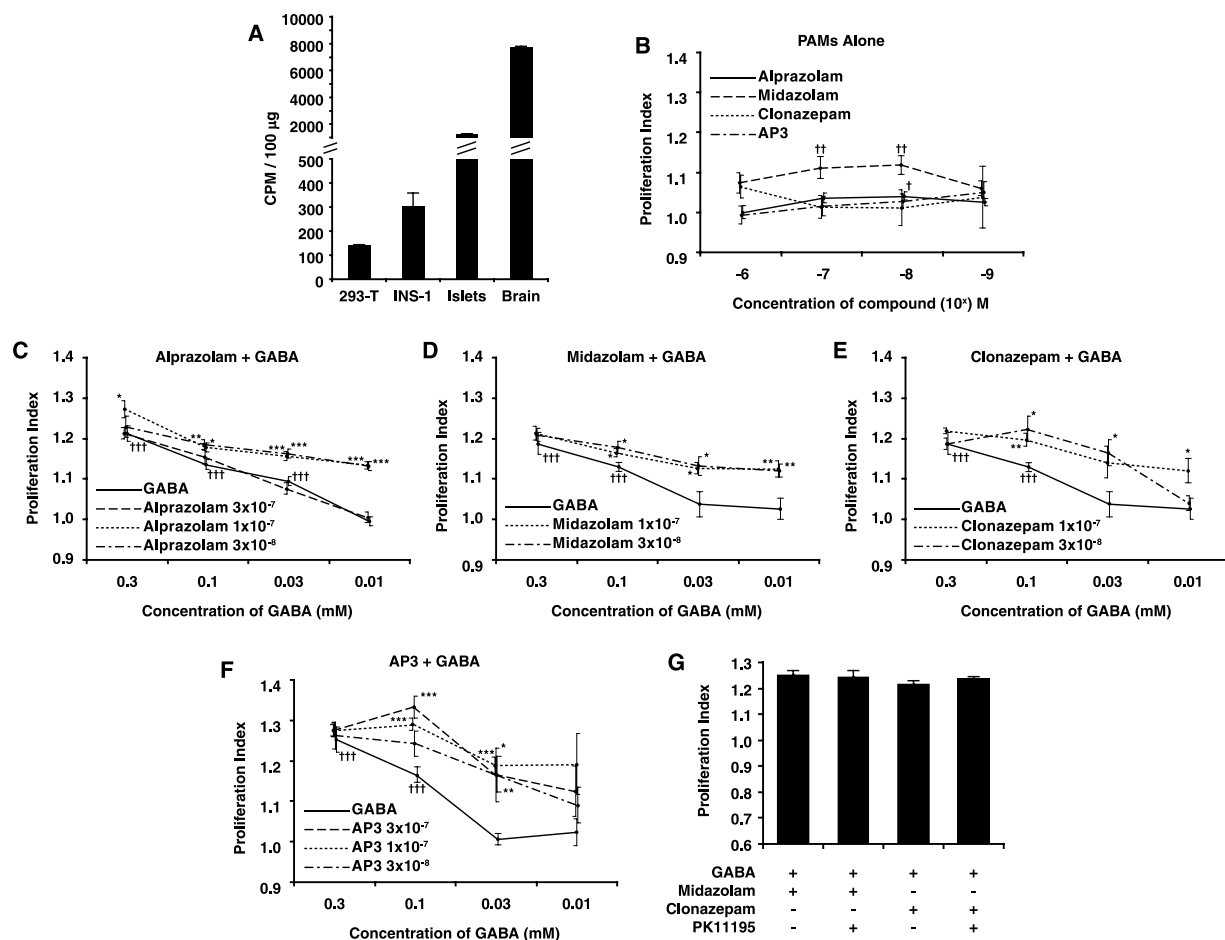 A
CPM / 100 µg
10000
8000
6000
4000
2000
500
400
300
200
100
0
293-T INS-1 Islets Brain
B
PAMs Alone
Proliferation Index
1.4
1.3
1.2
1.1
1.0
0.9
Alprazolam
Midazolam
Clonazepam
AP3
†† ††
†
-6 -7 -8 -9
Concentration of compound (10ˣ) M
C
Alprazolam + GABA
Proliferation Index
1.4
1.3
1.2
1.1
1.0
0.9
* ** * *** *** *** ***
††† ††† †††
GABA
Alprazolam 3x10⁻⁷
Alprazolam 1x10⁻⁷
Alprazolam 3x10⁻⁸
0.3 0.1 0.03 0.01
Concentration of GABA (mM)
D
Midazolam + GABA
Proliferation Index
1.4
1.3
1.2
1.1
1.0
0.9
* * * * ** **
††† †††
GABA
Midazolam 1x10⁻⁷
Midazolam 3x10⁻⁸
0.3 0.1 0.03 0.01
Concentration of GABA (mM)
E
Clonazepam + GABA
Proliferation Index
1.4
1.3
1.2
1.1
1.0
0.9
* ** * *
††† †††
GABA
Clonazepam 1x10⁻⁷
Clonazepam 3x10⁻⁸
0.3 0.1 0.03 0.01
Concentration of GABA (mM)
F
AP3 + GABA
Proliferation Index
1.4
1.3
1.2
1.1
1.0
0.9
*** *** *** * **
††† †††
GABA
AP3 3x10⁻⁷
AP3 1x10⁻⁷
AP3 3x10⁻⁸
0.3 0.1 0.03 0.01
Concentration of GABA (mM)
G
Proliferation Index
1.3
1.2
1.1
1.0
0.9
0.8
0.7
0.6
GABA + + + +
Midazolam + + - -
Clonazepam - - + +
PK11195 - + - +